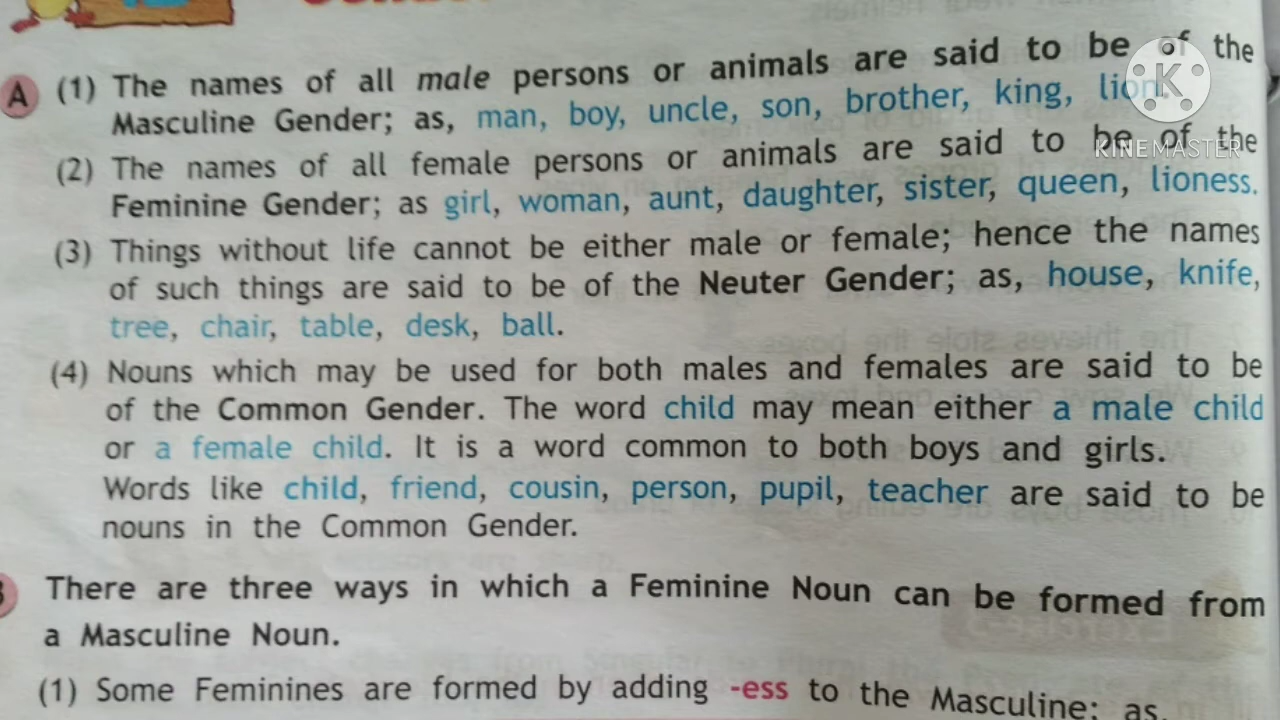 A (1) The names of all male persons or animals are said to be of the
Masculine Gender; as, man, boy, uncle, son, brother, king, lion.
(2) The names of all female persons or animals are said to be of the
Feminine Gender; as girl, woman, aunt, daughter, sister, queen, lioness.
(3) Things without life cannot be either male or female; hence the names
of such things are said to be of the Neuter Gender; as, house, knife,
tree, chair, table, desk, ball.
(4) Nouns which may be used for both males and females are said to be
of the Common Gender. The word child may mean either a male child
or a female child. It is a word common to both boys and girls.
Words like child, friend, cousin, person, pupil, teacher are said to be
nouns in the Common Gender.
There are three ways in which a Feminine Noun can be formed from
a Masculine Noun.
(1) Some Feminines are formed by adding -ess to the Masculine; as,
K
KINEMASTER